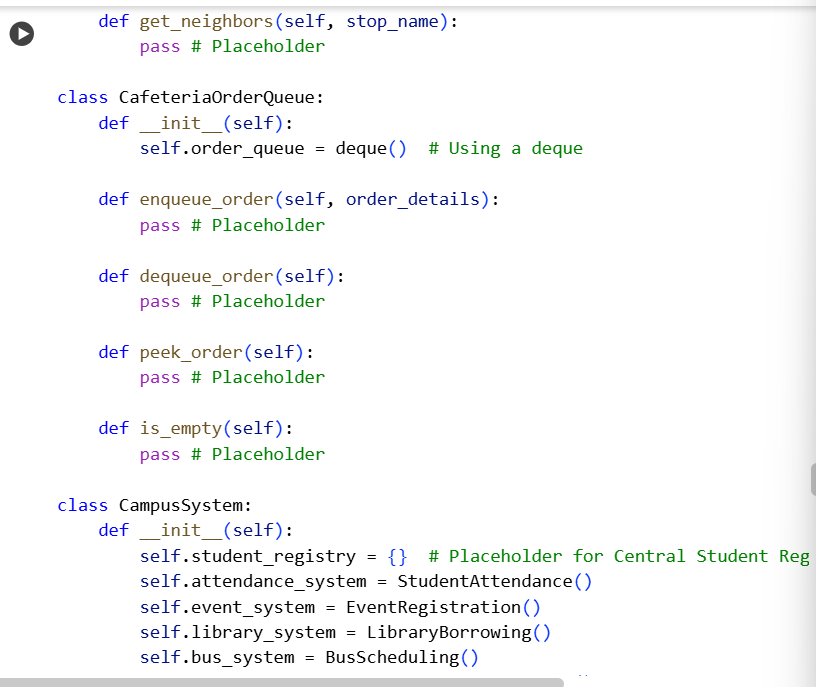 def get_neighbors(self, stop_name):
        pass # Placeholder

class CafeteriaOrderQueue:
    def __init__(self):
        self.order_queue = deque()  # Using a deque

    def enqueue_order(self, order_details):
        pass # Placeholder

    def dequeue_order(self):
        pass # Placeholder

    def peek_order(self):
        pass # Placeholder

    def is_empty(self):
        pass # Placeholder

class CampusSystem:
    def __init__(self):
        self.student_registry = {}  # Placeholder for Central Student Reg
        self.attendance_system = StudentAttendance()
        self.event_system = EventRegistration()
        self.library_system = LibraryBorrowing()
        self.bus_system = BusScheduling()